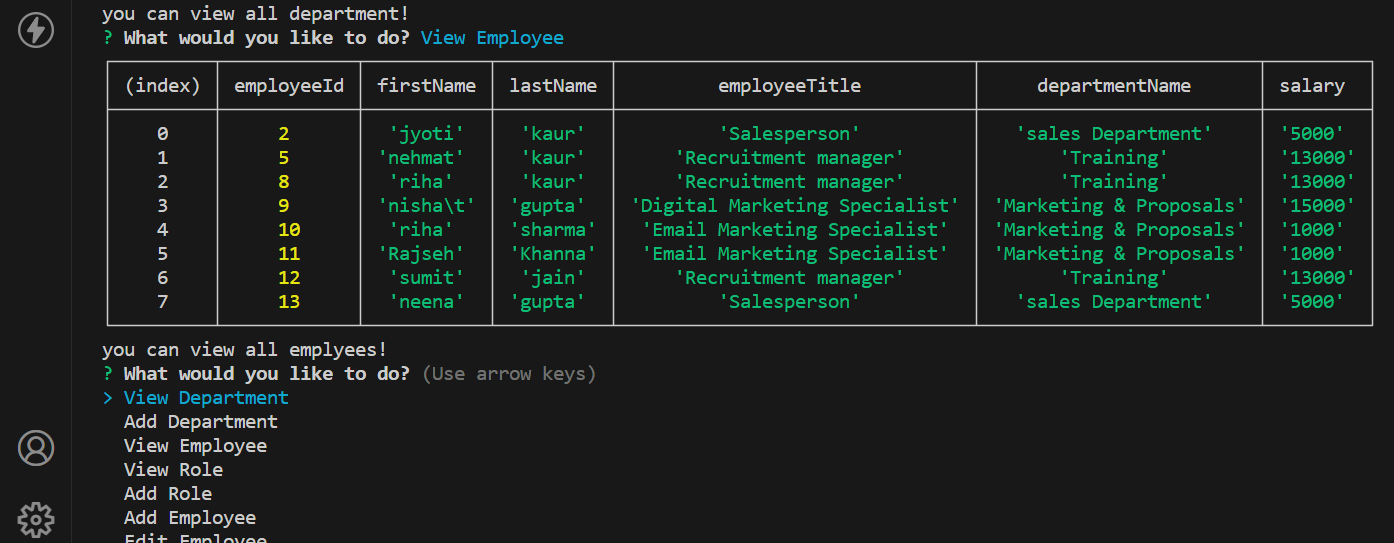 you can view all department!
? What would you like to do? View Employee
(index) employeeId firstName lastName employeeTitle departmentName salary
0 2 'jyoti' 'kaur' 'Salesperson' 'sales Department' '5000'
1 5 'nehmat' 'kaur' 'Recruitment manager' 'Training' '13000'
2 8 'riha' 'kaur' 'Recruitment manager' 'Training' '13000'
3 9 'nisha\t' 'gupta' 'Digital Marketing Specialist' 'Marketing & Proposals' '15000'
4 10 'riha' 'sharma' 'Email Marketing Specialist' 'Marketing & Proposals' '1000'
5 11 'Rajseh' 'Khanna' 'Email Marketing Specialist' 'Marketing & Proposals' '1000'
6 12 'sumit' 'jain' 'Recruitment manager' 'Training' '13000'
7 13 'neena' 'gupta' 'Salesperson' 'sales Department' '5000'
you can view all emplyees!
? What would you like to do? (Use arrow keys)
> View Department
Add Department
View Employee
View Role
Add Role
Add Employee
Edit Employee